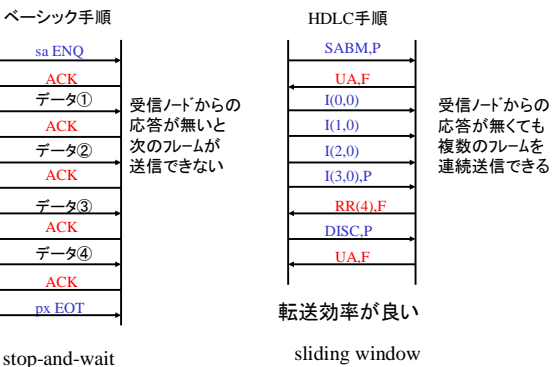 ベーシック手順
sa ENQ
ACK
データ①
ACK
データ②
ACK
データ③
ACK
データ④
ACK
px EOT
受信ノードからの
応答が無いと
次のフレームが
送信できない
stop-and-wait
HDLC手順
SABM,P
UA,F
I(0,0)
I(1,0)
I(2,0)
I(3,0),P
RR(4),F
DISC,P
UA,F
受信ノードからの
応答が無くても
複数のフレームを
連続送信できる
転送効率が良い
sliding window